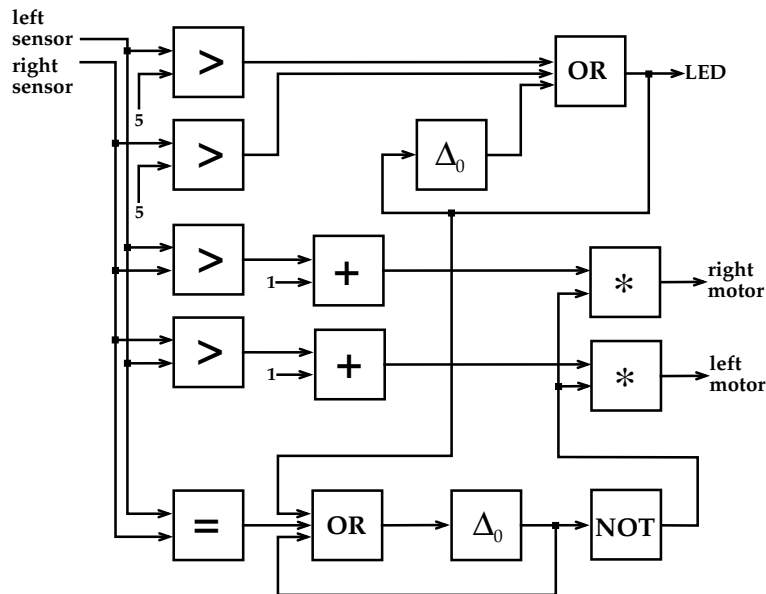 left
sensor
right
sensor
>
OR
LED
5
>
Δ0
5
>
1
+
*
right
motor
>
1
+
*
left
motor
=
OR
Δ0
NOT